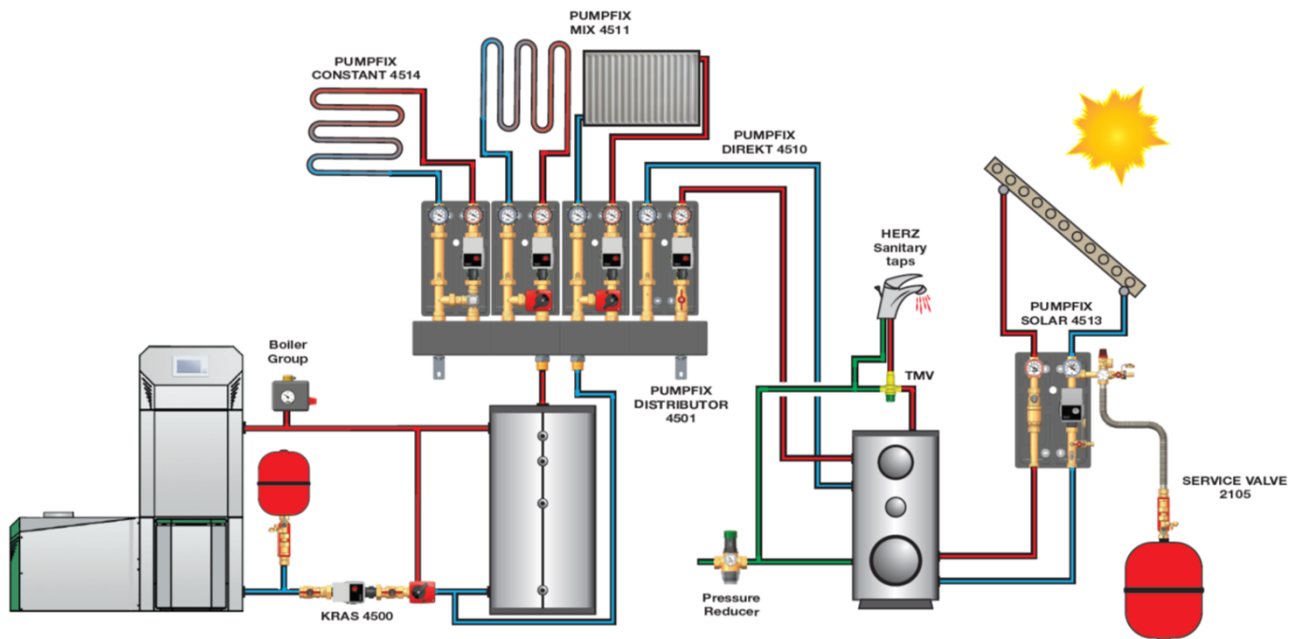 PUMPFIX
MIX 4511
PUMPFIX
CONSTANT 4514
PUMPFIX
DIREKT 4510
HERZ
Sanitary
taps
PUMPFIX
SOLAR 4513
Boiler
Group
TMV
PUMPFIX
DISTRIBUTOR
4501
SERVICE VALVE
2105
KRAS 4500
Pressure
Reducer